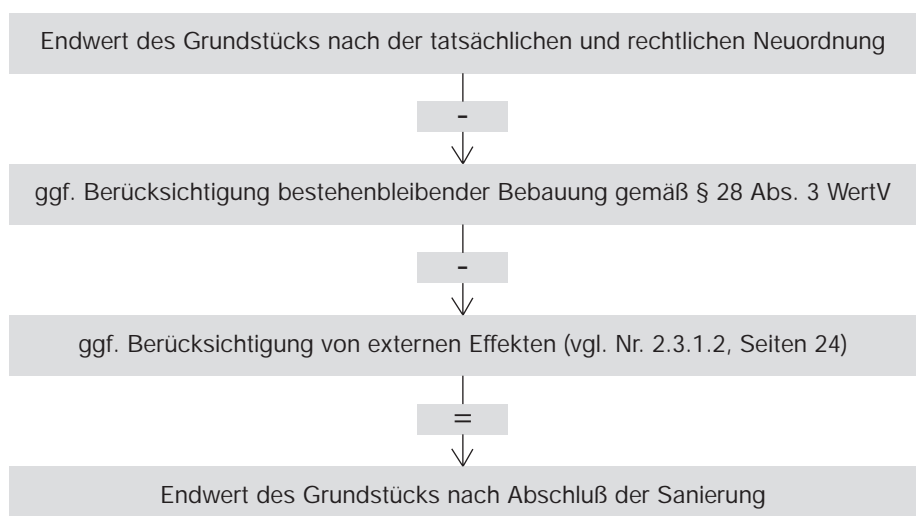 Endwert des Grundstücks nach der tatsächlichen und rechtlichen Neuordnung
-
ggf. Berücksichtigung bestehenbleibender Bebauung gemäß § 28 Abs. 3 WertV
-
ggf. Berücksichtigung von externen Effekten (vgl. Nr. 2.3.1.2, Seiten 24)
=
Endwert des Grundstücks nach Abschluß der Sanierung